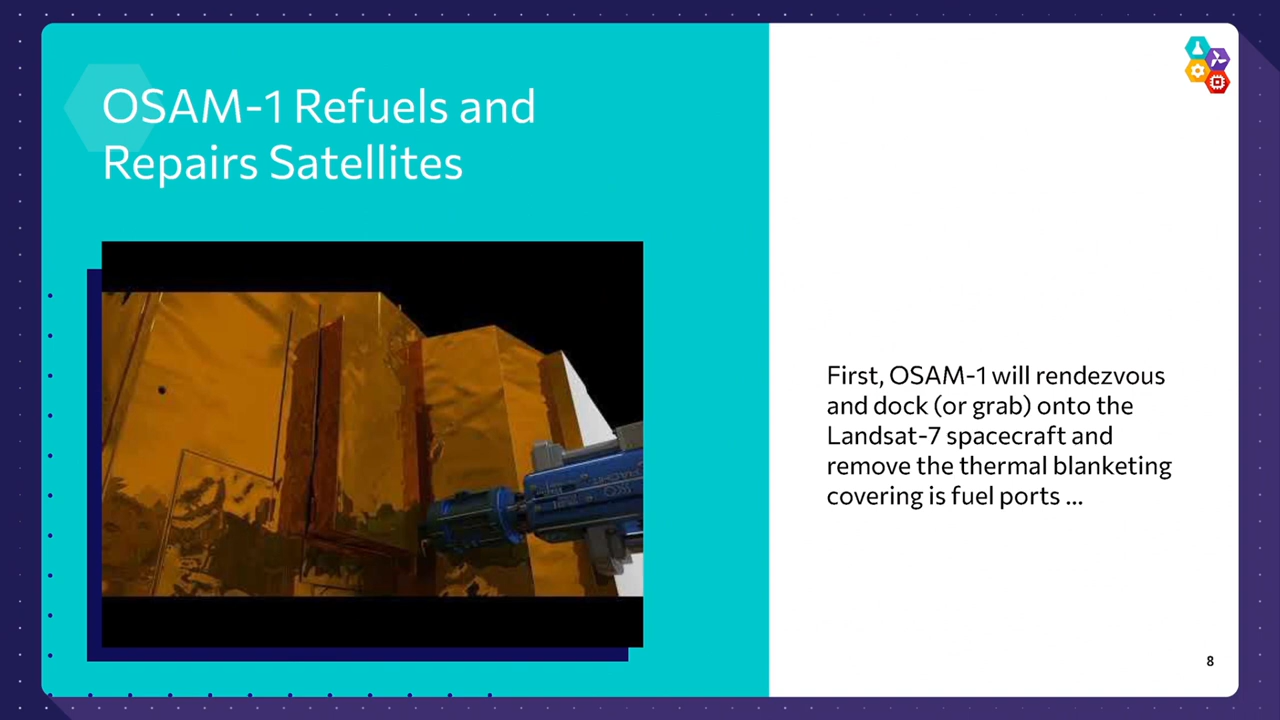 OSAM-1 Refuels and
Repairs Satellites
First, OSAM-1 will rendezvous
and dock (or grab) onto the
Landsat-7 spacecraft and
remove the thermal blanketing
covering is fuel ports ...
8